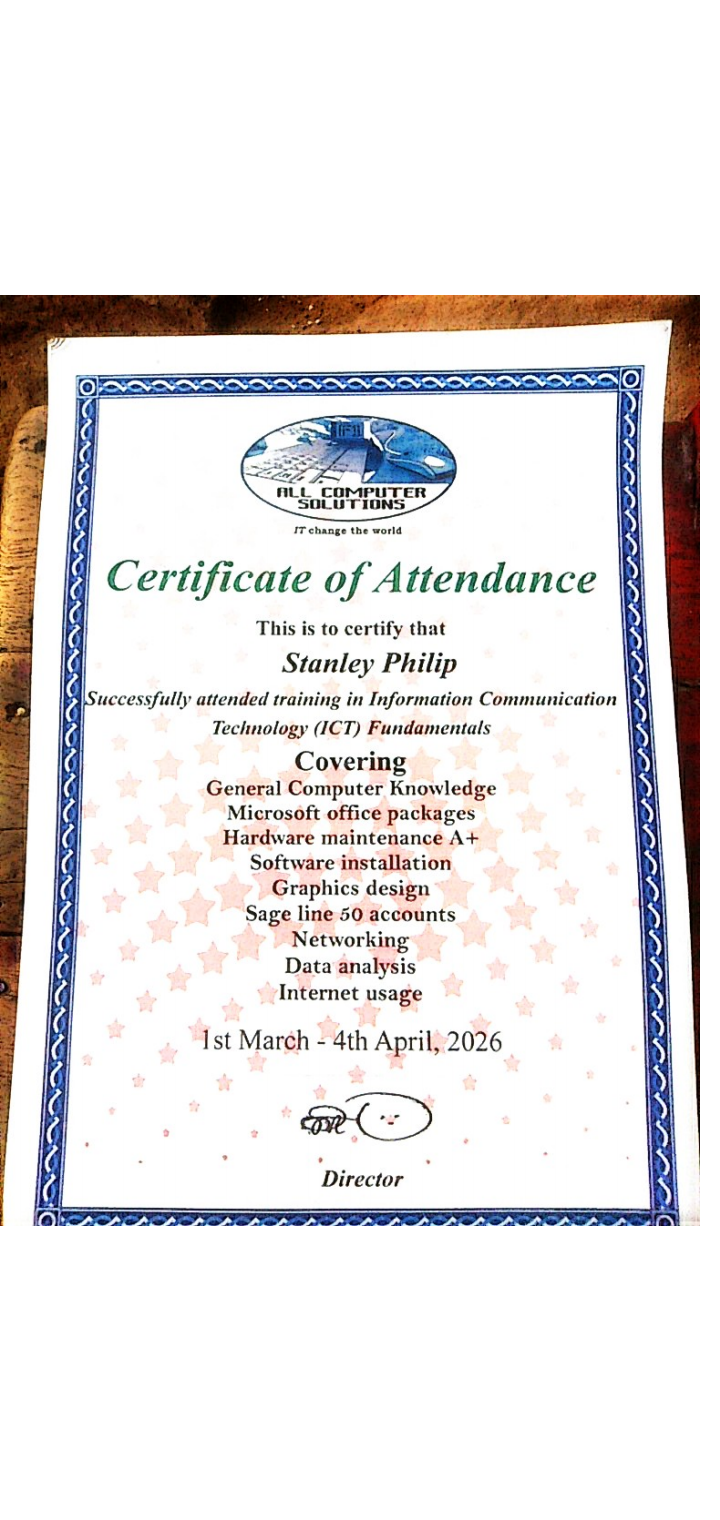 ALL COMPUTER
SOLUTIONS
IT change the world
Certificate of Attendance
This is to certify that
Stanley Philip
Successfully attended training in Information Communication
Technology (ICT) Fundamentals
Covering
General Computer Knowledge
Microsoft office packages
Hardware maintenance A+
Software installation
Graphics design
Sage line 50 accounts
Networking
Data analysis
Internet usage
1st March - 4th April, 2026
Director